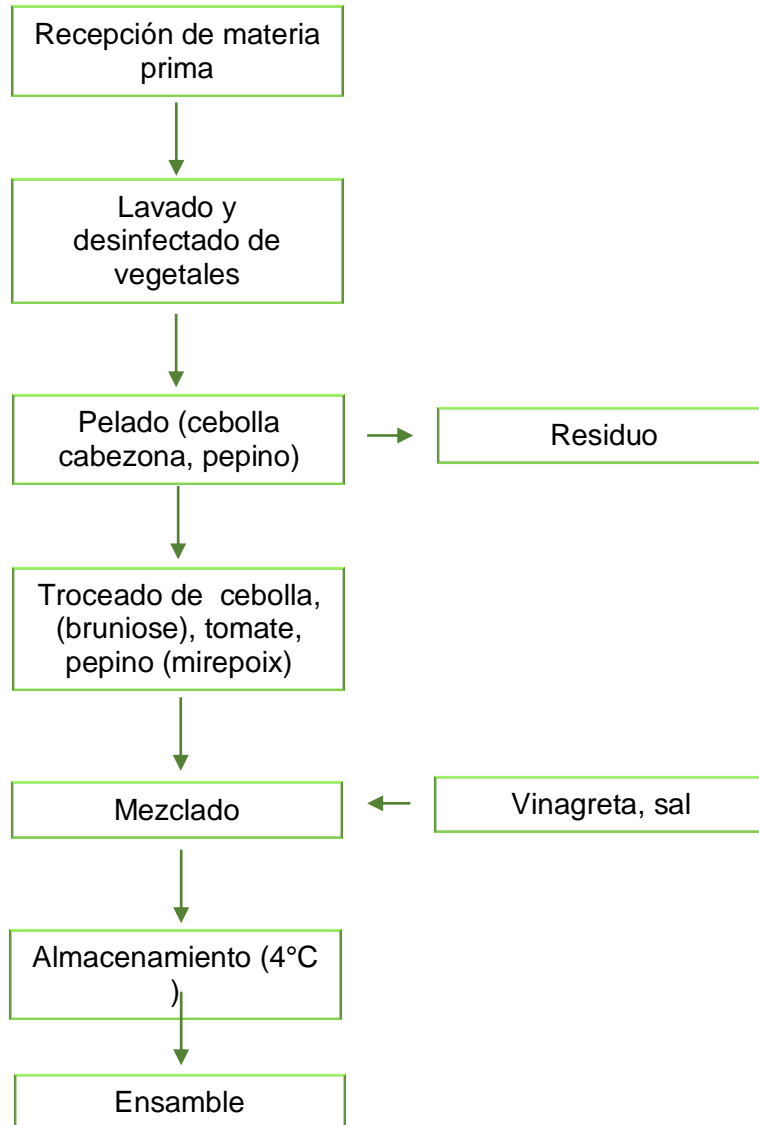 Recepción de materia
prima
Lavado y
desinfectado de
vegetales
Pelado (cebolla
cabezona, pepino)
Residuo
Troceado de cebolla,
(bruniose), tomate,
pepino (mirepoix)
Mezclado
Vinagreta, sal
Almacenamiento (4°C
)
Ensamble